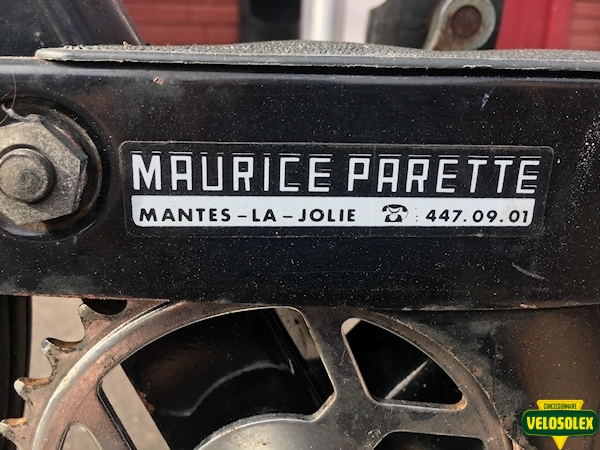 MAURICE PARETTE
MANTES-LA-JOLIE ☎ 447.09.01
CONCESSIONNAIRE
VELOSOLEX